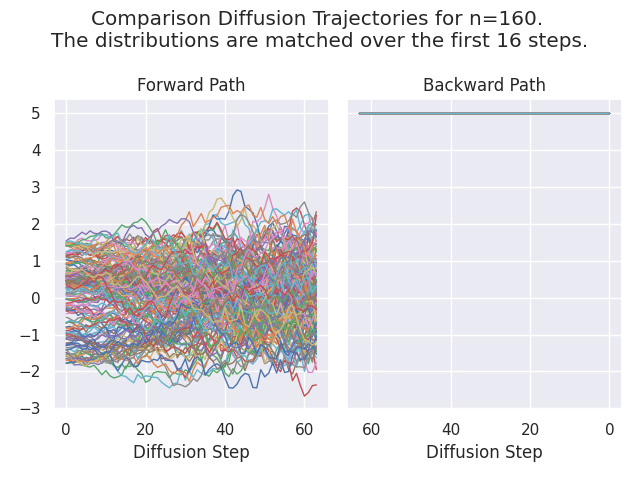 Comparison Diffusion Trajectories for n=160.
The distributions are matched over the first 16 steps.
Forward Path
Backward Path
5
4
3
2
1
0
−1
−2
−3
0 20 40 60
60 40 20 0
Diffusion Step
Diffusion Step